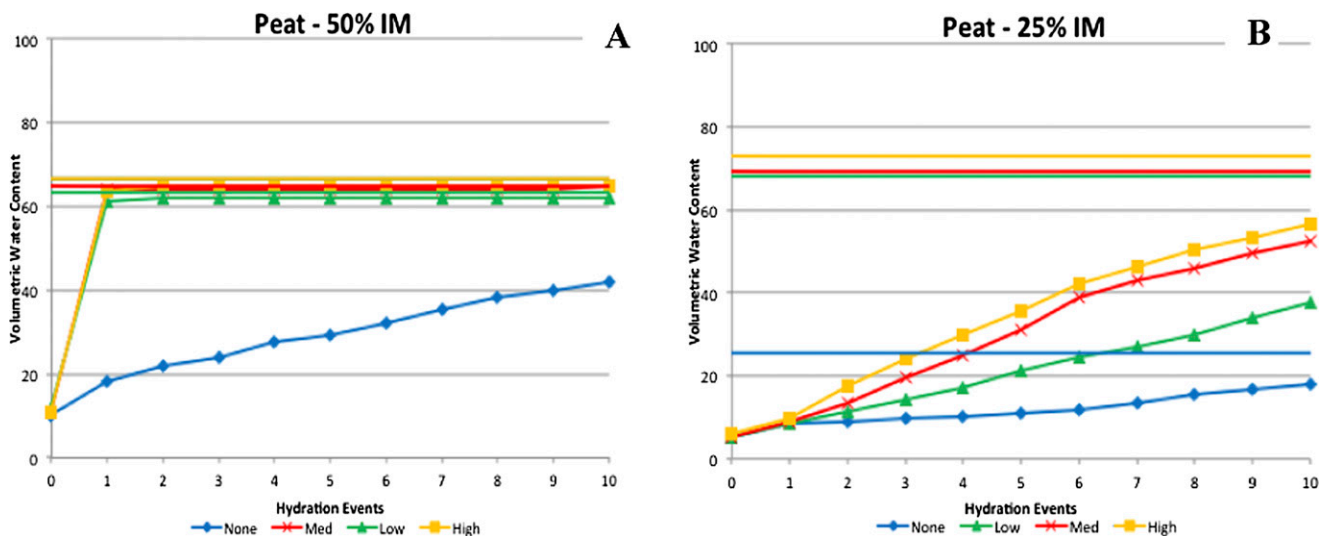 Peat - 50% IM
A
100
80
60
40
20
0
Volumetric Water Content
0 1 2 3 4 5 6 7 8 9 10
Hydration Events
None Med Low High
Peat - 25% IM
B
100
80
60
40
20
0
Volumetric Water Content
0 1 2 3 4 5 6 7 8 9 10
Hydration Events
None Low Med High